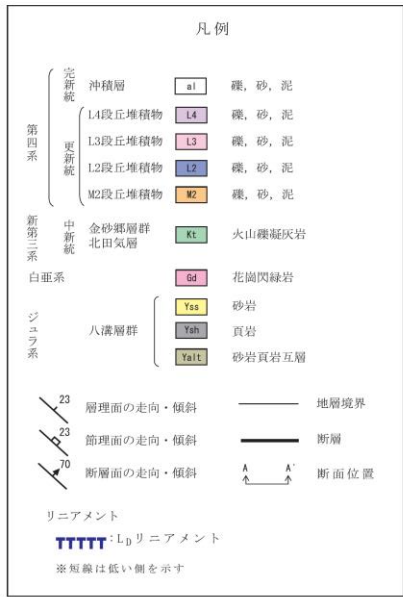 凡例
第四系
完新統
沖積層 al 礫，砂，泥
更新統
L4段丘堆積物 L4 礫，砂，泥
L3段丘堆積物 L3 礫，砂，泥
L2段丘堆積物 L2 礫，砂，泥
M2段丘堆積物 M2 礫，砂，泥
新第三系
中新統
金砂郷層群
北田気層 Kt 火山礫凝灰岩
白亜系 Gd 花崗閃緑岩
ジュラ系
八溝層群
Yss 砂岩
Ysh 頁岩
Yalt 砂岩頁岩互層
23 層理面の走向・傾斜 地層境界
23 節理面の走向・傾斜 断層
70 断層面の走向・傾斜 A A' 断面位置
リニアメント
:LDリニアメント
※短線は低い側を示す